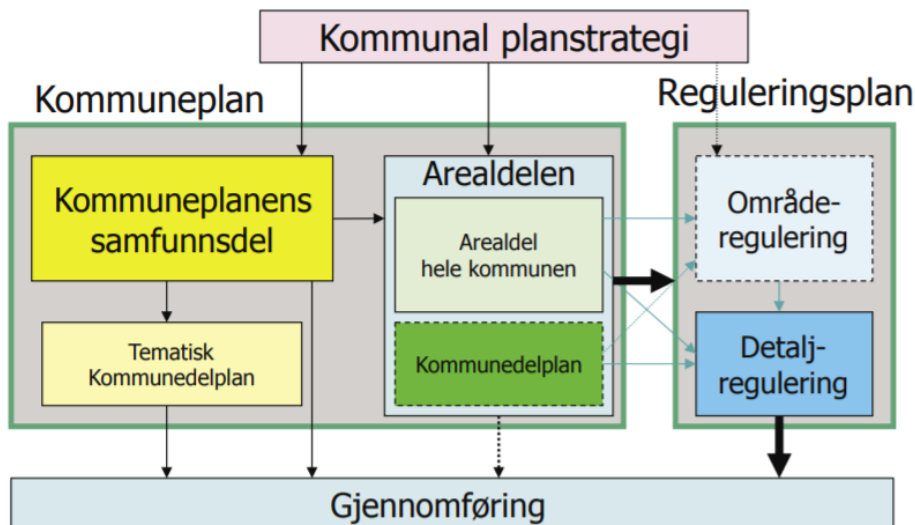 Kommunal planstrategi
Kommuneplan
Reguleringsplan
Kommuneplanens
samfunnsdel
Arealdelen
Arealdel
hele kommunen
Område-
regulering
Tematisk
Kommunedelplan
Kommunedelplan
Detalj-
regulering
Gjennomføring